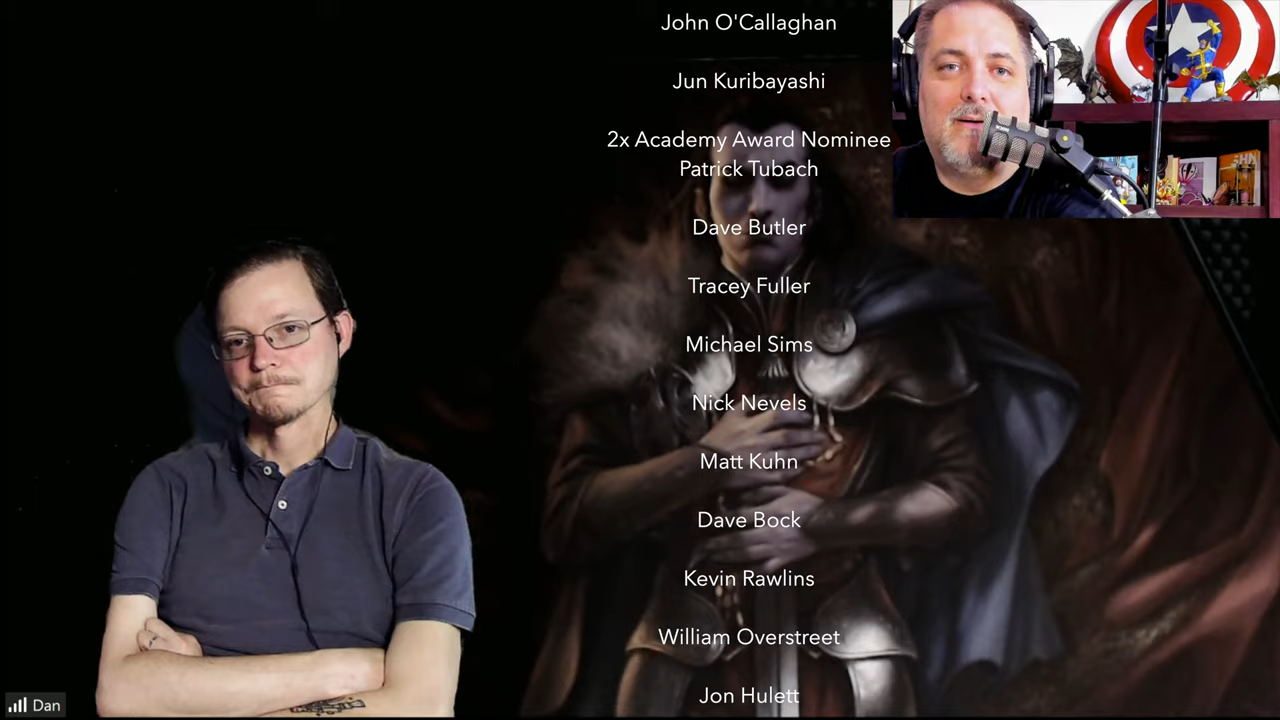 John O'Callaghan
Jun Kuribayashi
2x Academy Award Nominee
Patrick Tubach
Dave Butler
Tracey Fuller
Michael Sims
Nick Nevels
Matt Kuhn
Dave Bock
Kevin Rawlins
William Overstreet
Jon Hulett
Dan